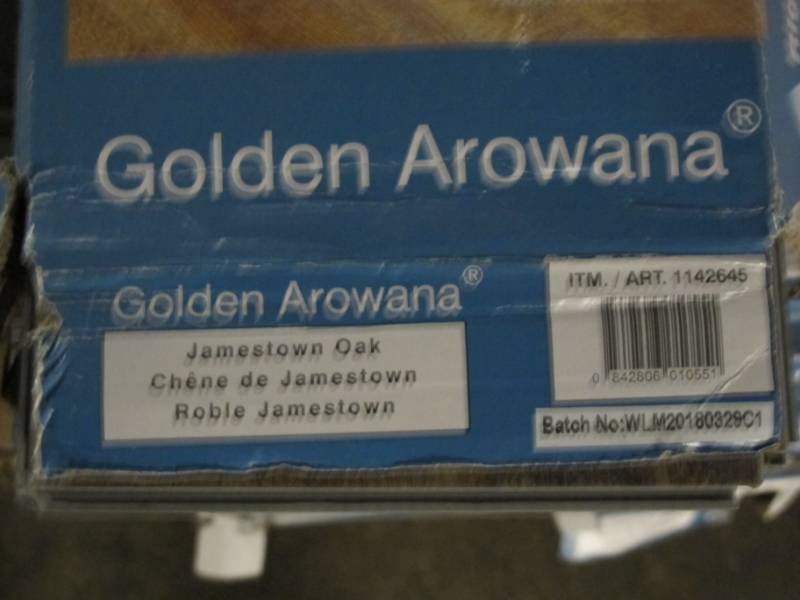 Golden Arowana®
Golden Arowana®
Jamestown Oak
Chêne de Jamestown
Roble Jamestown
ITM. / ART. 1142645
0 842806 010551
Batch No:WLM20180329C1